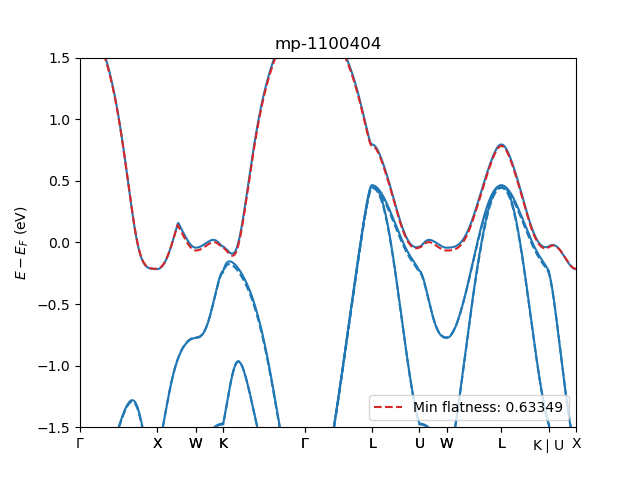 mp-1100404
E − E_F (eV)
1.5
1.0
0.5
0.0
−0.5
−1.0
−1.5
Min flatness: 0.63349
Γ X W K Γ L U W L K | U X